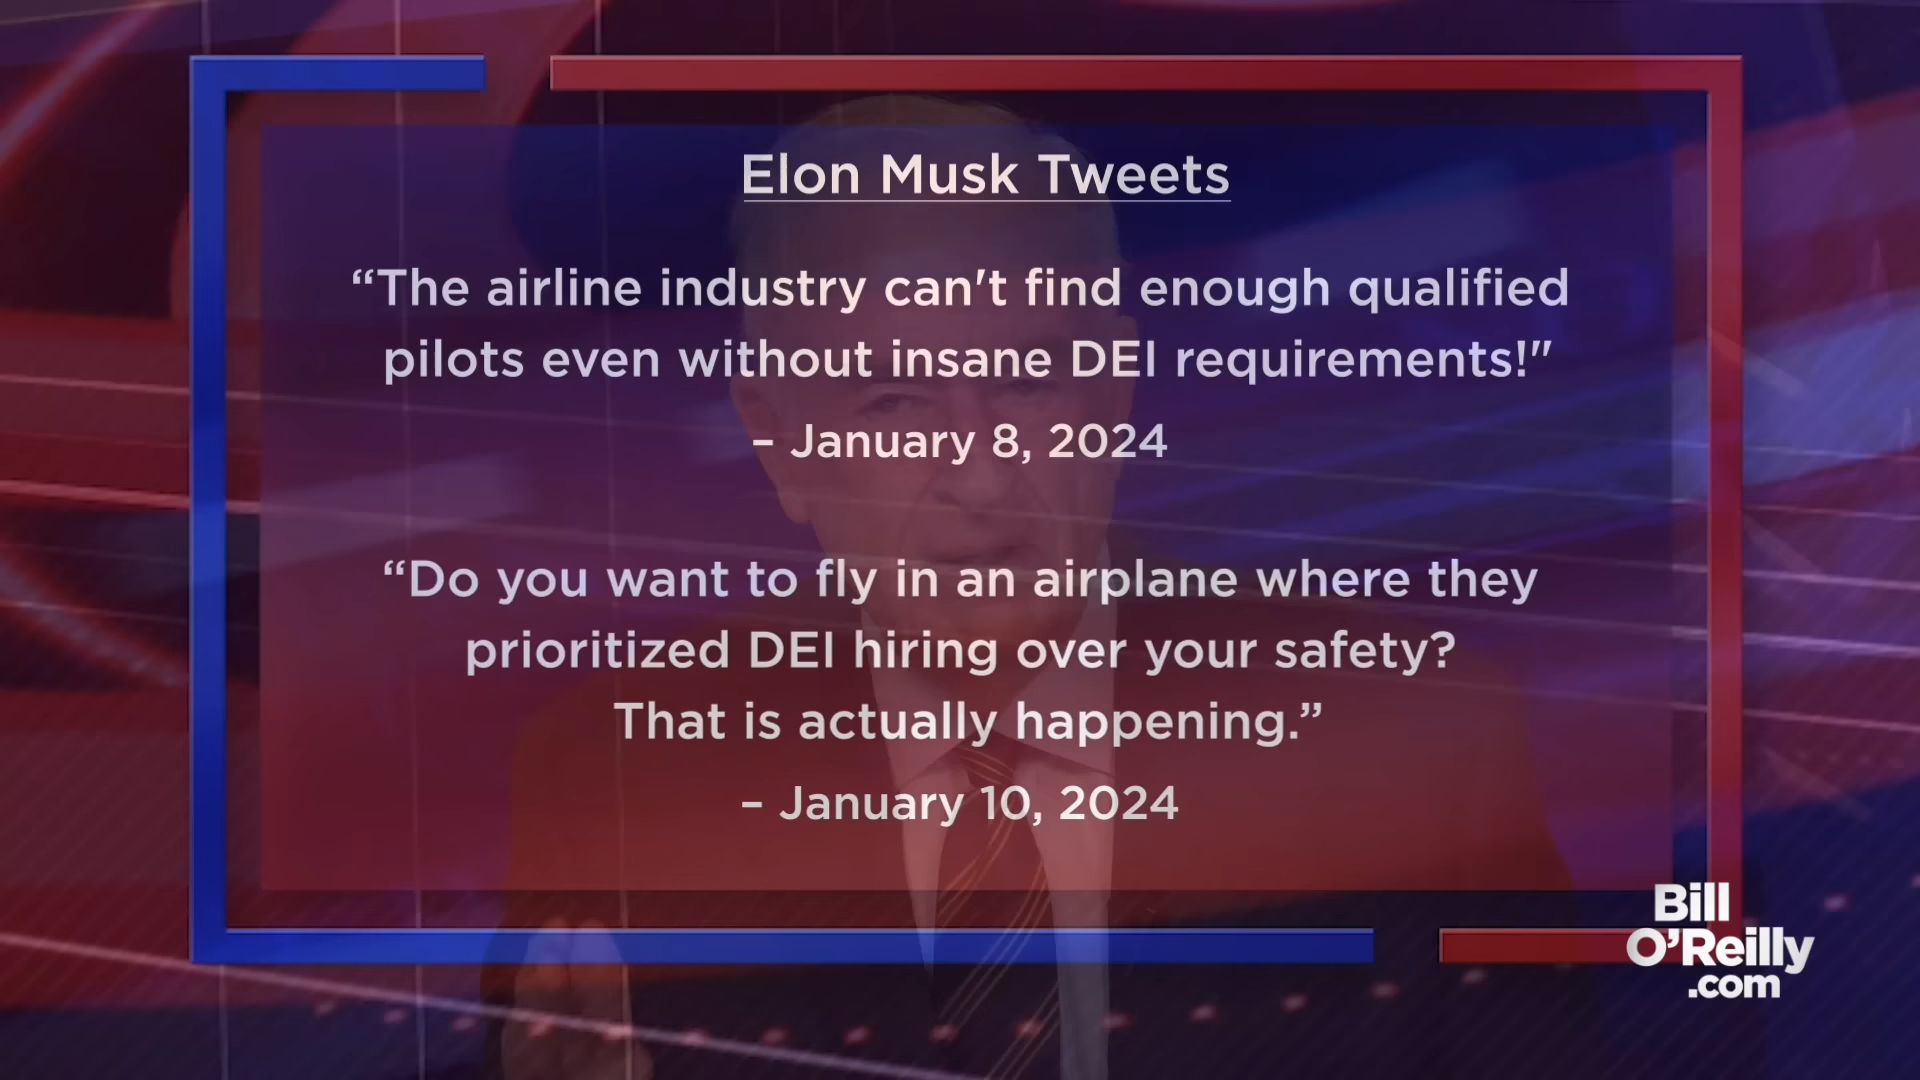 Elon Musk Tweets
“The airline industry can't find enough qualified
pilots even without insane DEI requirements!"
– January 8, 2024
“Do you want to fly in an airplane where they
prioritized DEI hiring over your safety?
That is actually happening.”
– January 10, 2024
Bill
O’Reilly
.com